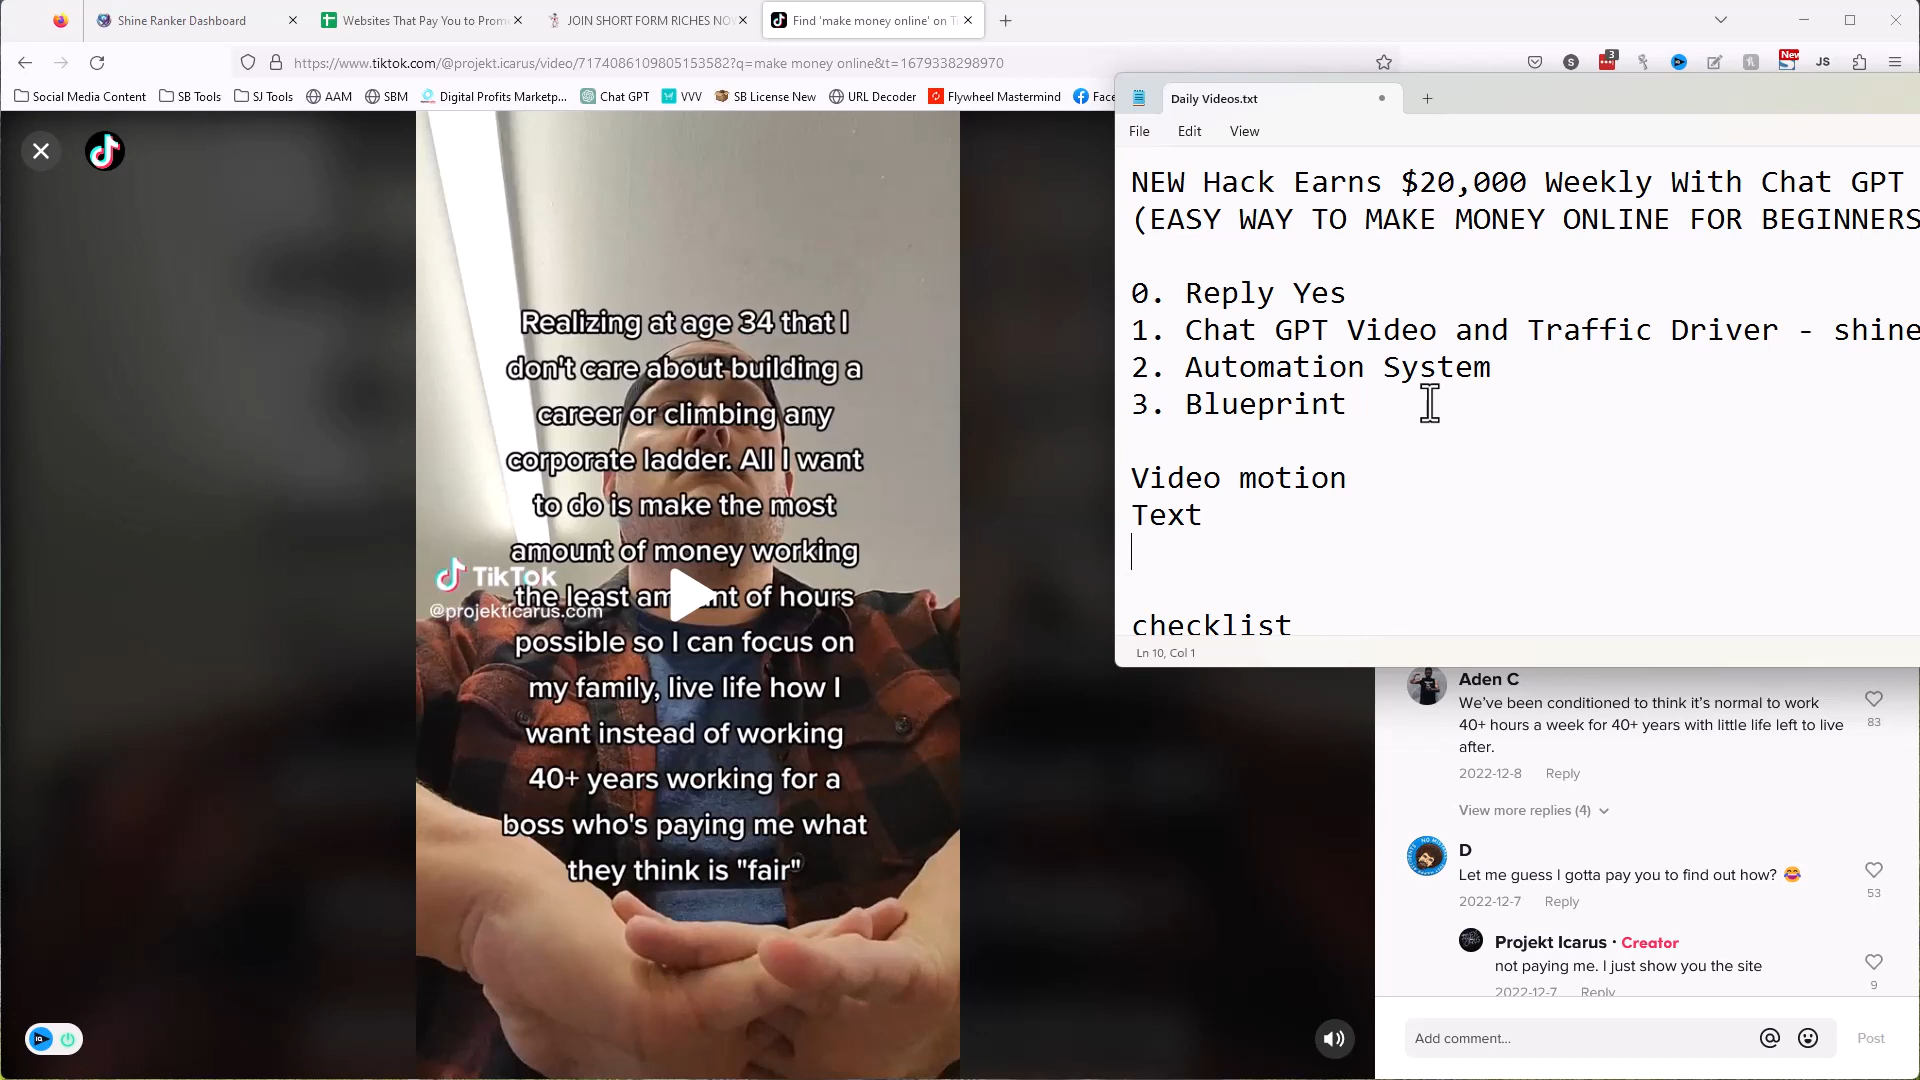 Shine Ranker Dashboard
Websites That Pay You to Prom
JOIN SHORT FORM RICHES NO
Find 'make money online' on T
https://www.tiktok.com/@projekt.icarus/video/7174086109805153582?q=make money online&t=1679338298970
3
New
JS
Social Media Content
SB Tools
SJ Tools
AAM
SBM
Digital Profits Marketp...
Chat GPT
VVV
SB License New
URL Decoder
Flywheel Mastermind
Face
Daily Videos.txt
File Edit View
NEW Hack Earns $20,000 Weekly With Chat GPT
(EASY WAY TO MAKE MONEY ONLINE FOR BEGINNERS
0. Reply Yes
1. Chat GPT Video and Traffic Driver - shine
2. Automation System
3. Blueprint
Video motion
Text
checklist
Ln 10, Col 1
Realizing at age 34 that I
don't care about building a
career or climbing any
corporate ladder. All I want
to do is make the most
amount of money working
the least amount of hours
possible so I can focus on
my family, live life how I
want instead of working
40+ years working for a
boss who's paying me what
they think is "fair"
TikTok
@projekticarus.com
Aden C
We've been conditioned to think it's normal to work
40+ hours a week for 40+ years with little life left to live
after.
2022-12-8 Reply
83
View more replies (4)
D
Let me guess I gotta pay you to find out how? 😂
2022-12-7 Reply
53
Projekt Icarus · Creator
not paying me. I just show you the site
2022-12-7 Reply
9
Add comment...
Post